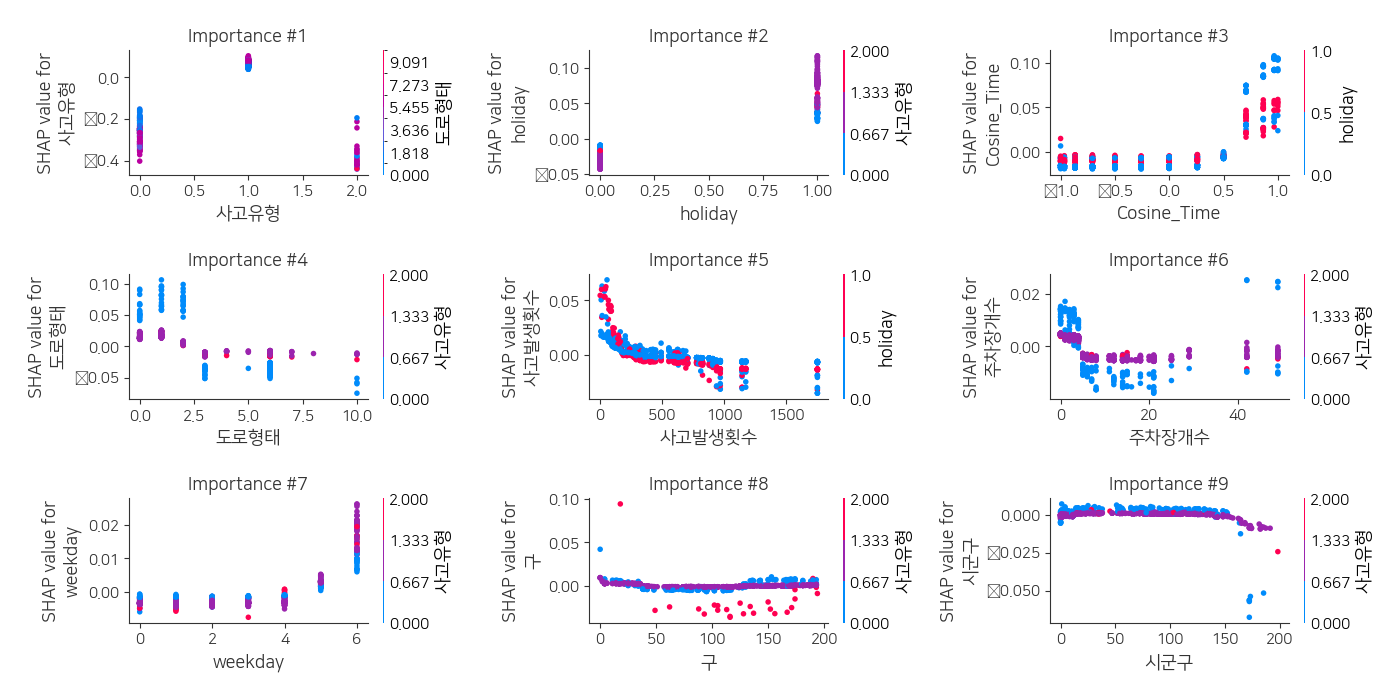 Importance #1
SHAP value for
사고유형
0.0
0.2
0.4
0.0
0.5
1.0
1.5
2.0
사고유형
9.091
7.273
5.455
3.636
1.818
0.000
도로형태
Importance #2
SHAP value for
holiday
0.10
0.05
0.00
0.05
0.00
0.25
0.50
0.75
1.00
holiday
2.000
1.333
0.667
0.000
사고유형
Importance #3
SHAP value for
Cosine_Time
0.10
0.05
0.00
1.0
0.5
0.0
0.5
1.0
Cosine_Time
1.0
0.5
0.0
holiday
Importance #4
SHAP value for
도로형태
0.10
0.05
0.00
0.05
0.0
2.5
5.0
7.5
10.0
도로형태
2.000
1.333
0.667
0.000
사고유형
Importance #5
SHAP value for
사고발생횟수
0.05
0.00
0
500
1000
1500
사고발생횟수
1.0
0.5
0.0
holiday
Importance #6
SHAP value for
주차장개수
0.02
0.00
0
20
40
주차장개수
2.000
1.333
0.667
0.000
사고유형
Importance #7
SHAP value for
weekday
0.02
0.01
0.00
0
2
4
6
weekday
2.000
1.333
0.667
0.000
사고유형
Importance #8
SHAP value for
구
0.10
0.05
0.00
0
50
100
150
200
구
2.000
1.333
0.667
0.000
사고유형
Importance #9
SHAP value for
시군구
0.000
0.025
0.050
0
50
100
150
200
시군구
2.000
1.333
0.667
0.000
사고유형